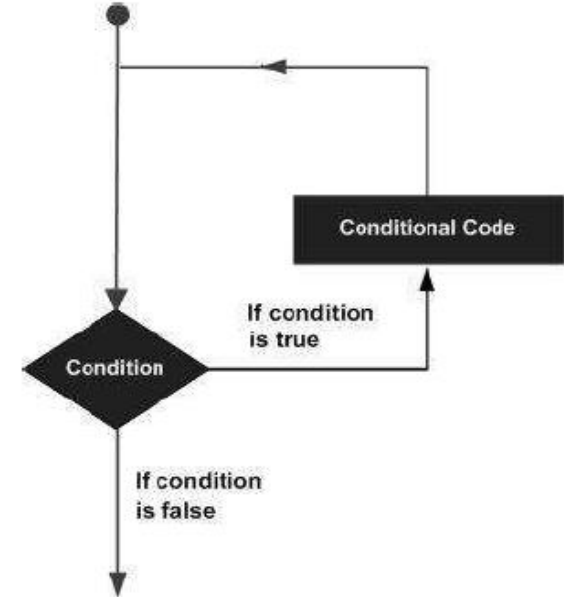 Conditional Code
If condition
is true
Condition
If condition
is false